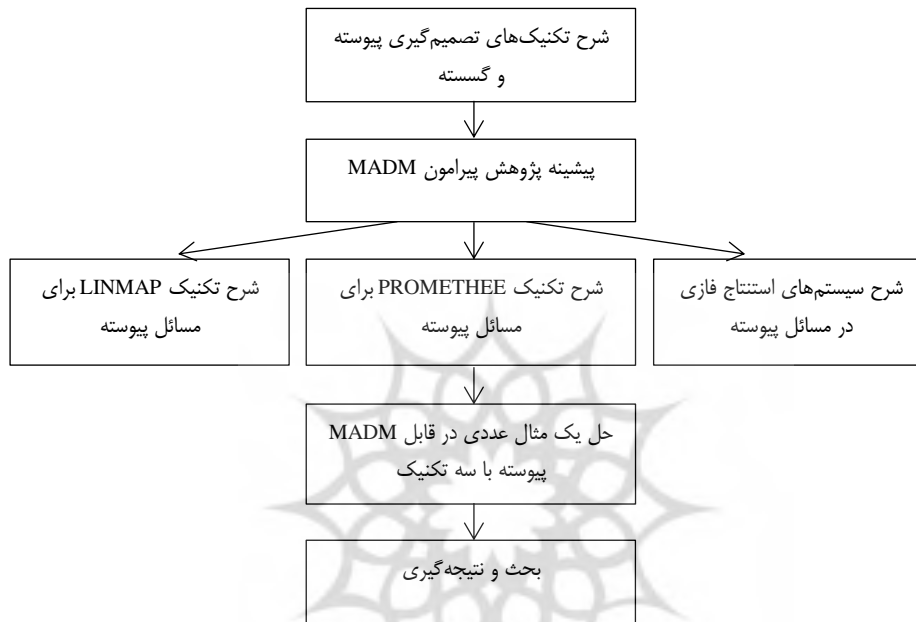 شرح تکنیک‌های تصمیم‌گیری پیوسته
و گسسته
پیشینه پژوهش پیرامون MADM
شرح سیستم‌های استنتاج فازی
در مسائل پیوسته
شرح تکنیک PROMETHEE برای
مسائل پیوسته
شرح تکنیک LINMAP برای
مسائل پیوسته
حل یک مثال عددی در قابل MADM
پیوسته با سه تکنیک
بحث و نتیجه‌گیری